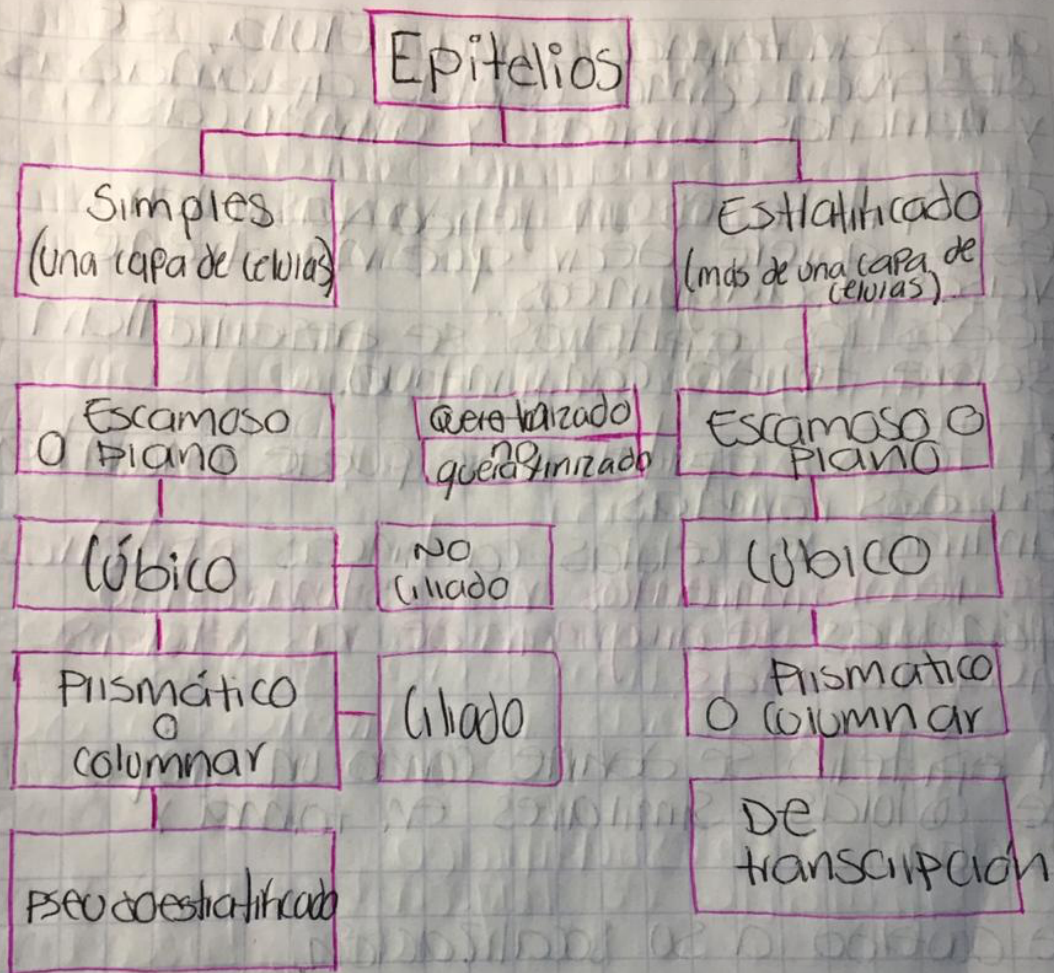 Epitelios
Simples
(una capa de celulas)
Estratificado
(más de una capa de
celulas)
Escamoso
o plano
Queratinizado
no
queratinizado
Escamoso o
plano
Cúbico
NO
Ciliado
Cúbico
Prismático
o
columnar
Ciliado
Prismatico
o columnar
Pseudoestratificado
De
transcripción